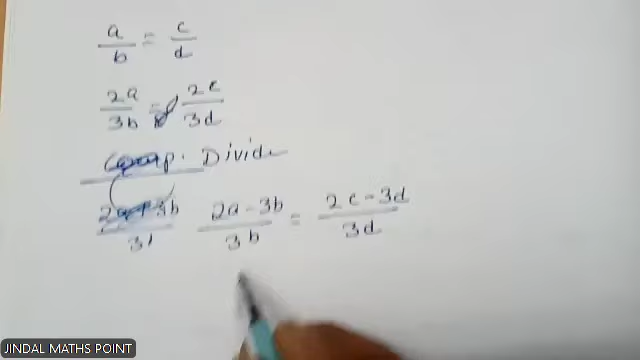 a/b = c/d
2a/3b = 2c/3d
Divide
2a-3b/3b = 2c-3d/3d
JINDAL MATHS POINT